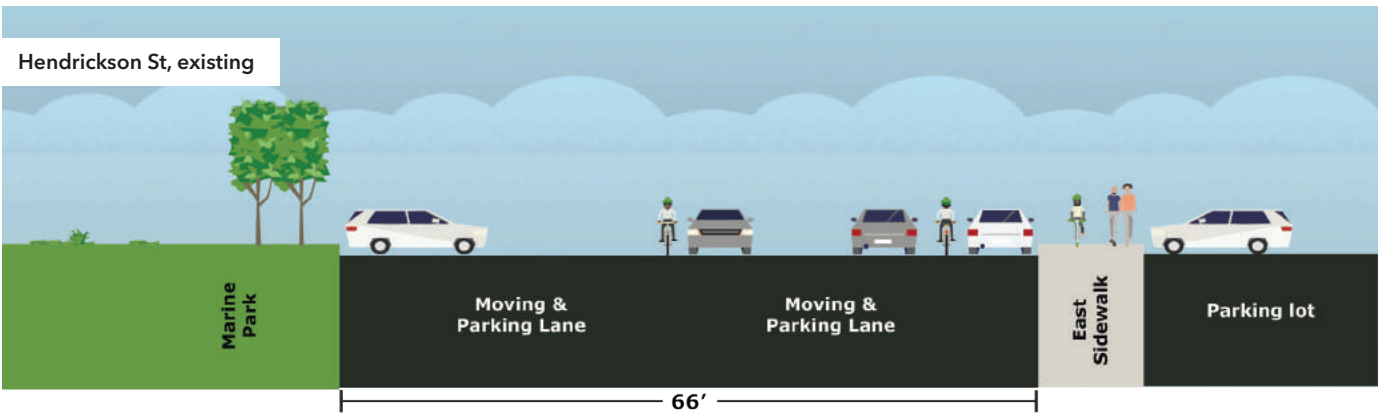 Hendrickson St, existing
Marine
Park
Moving &
Parking Lane
Moving &
Parking Lane
East
Sidewalk
Parking lot
66'